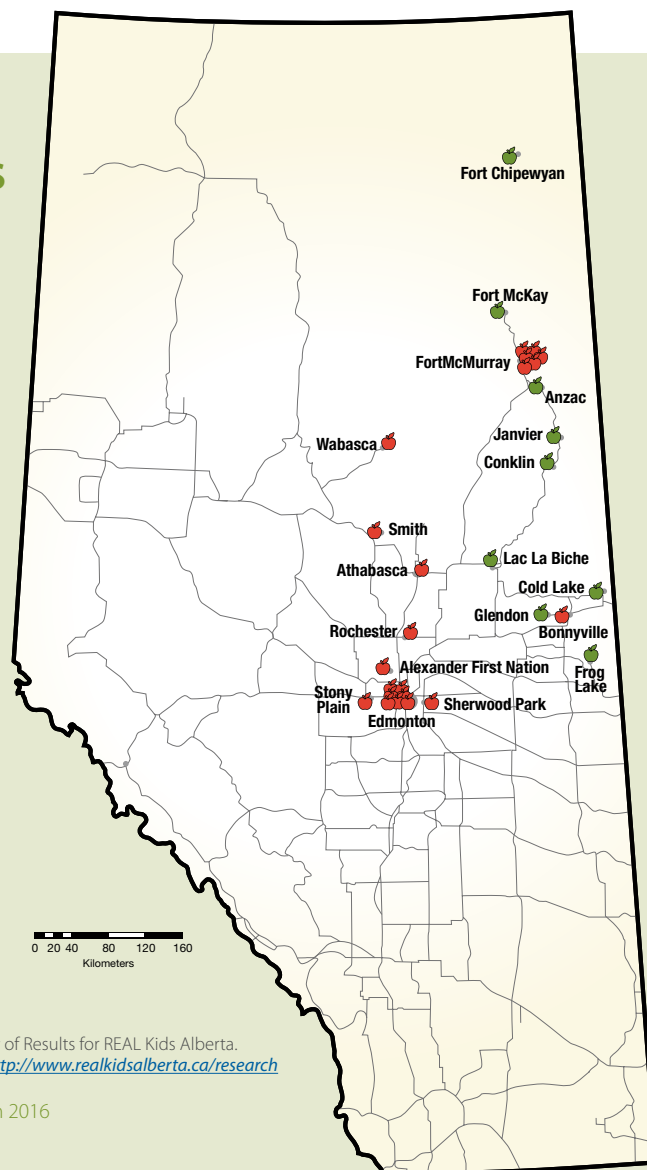 s
Fort Chipewyan
Fort McKay
FortMcMurray
Anzac
Janvier
Wabasca
Conklin
Smith
Lac La Biche
Athabasca
Cold Lake
Glendon
Bonnyville
Rochester
Alexander First Nation
Frog
Lake
Stony
Plain
Sherwood Park
Edmonton
0 20 40 80 120 160
Kilometers
of Results for REAL Kids Alberta.
ttp://www.realkidsalberta.ca/research
2016